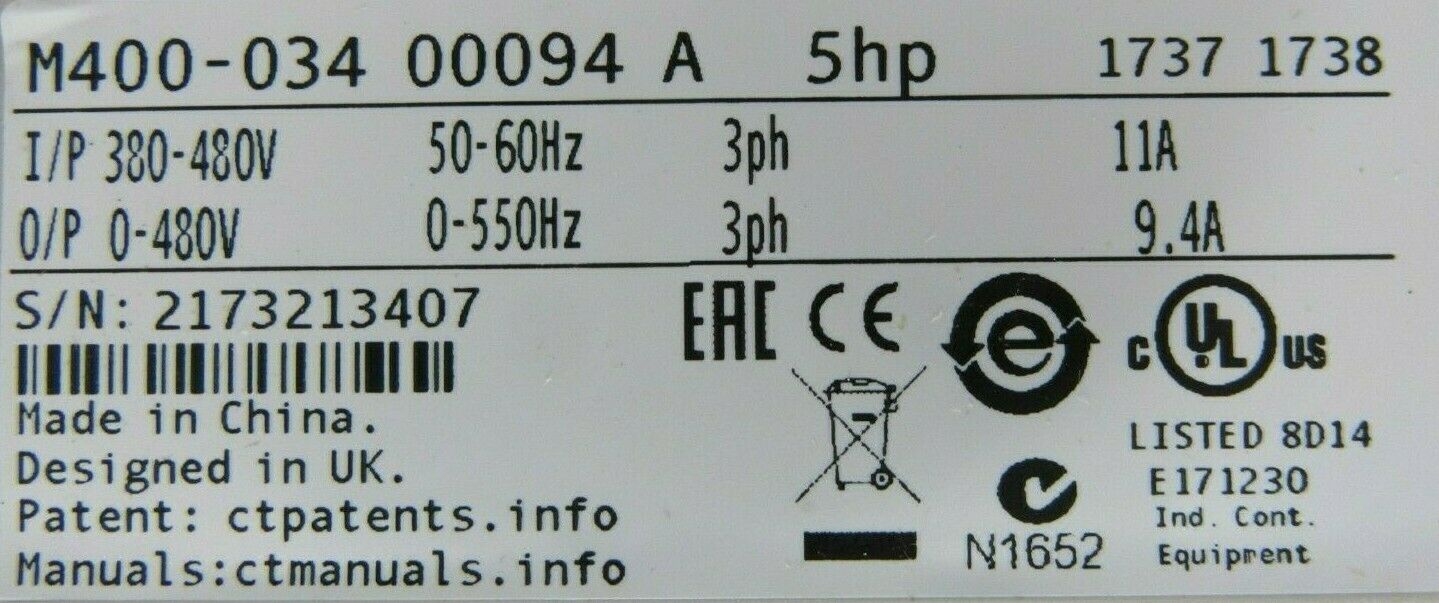 M400-034 00094 A 5hp 1737 1738
I/P 380-480V 50-60Hz 3ph 11A
O/P 0-480V 0-550Hz 3ph 9.4A
S/N: 2173213407
Made in China.
Designed in UK.
Patent: ctpatents.info
Manuals:ctmanuals.info
EAC CE e c UL US
N1652
LISTED 8D14
E171230
Ind. Cont.
Equipment